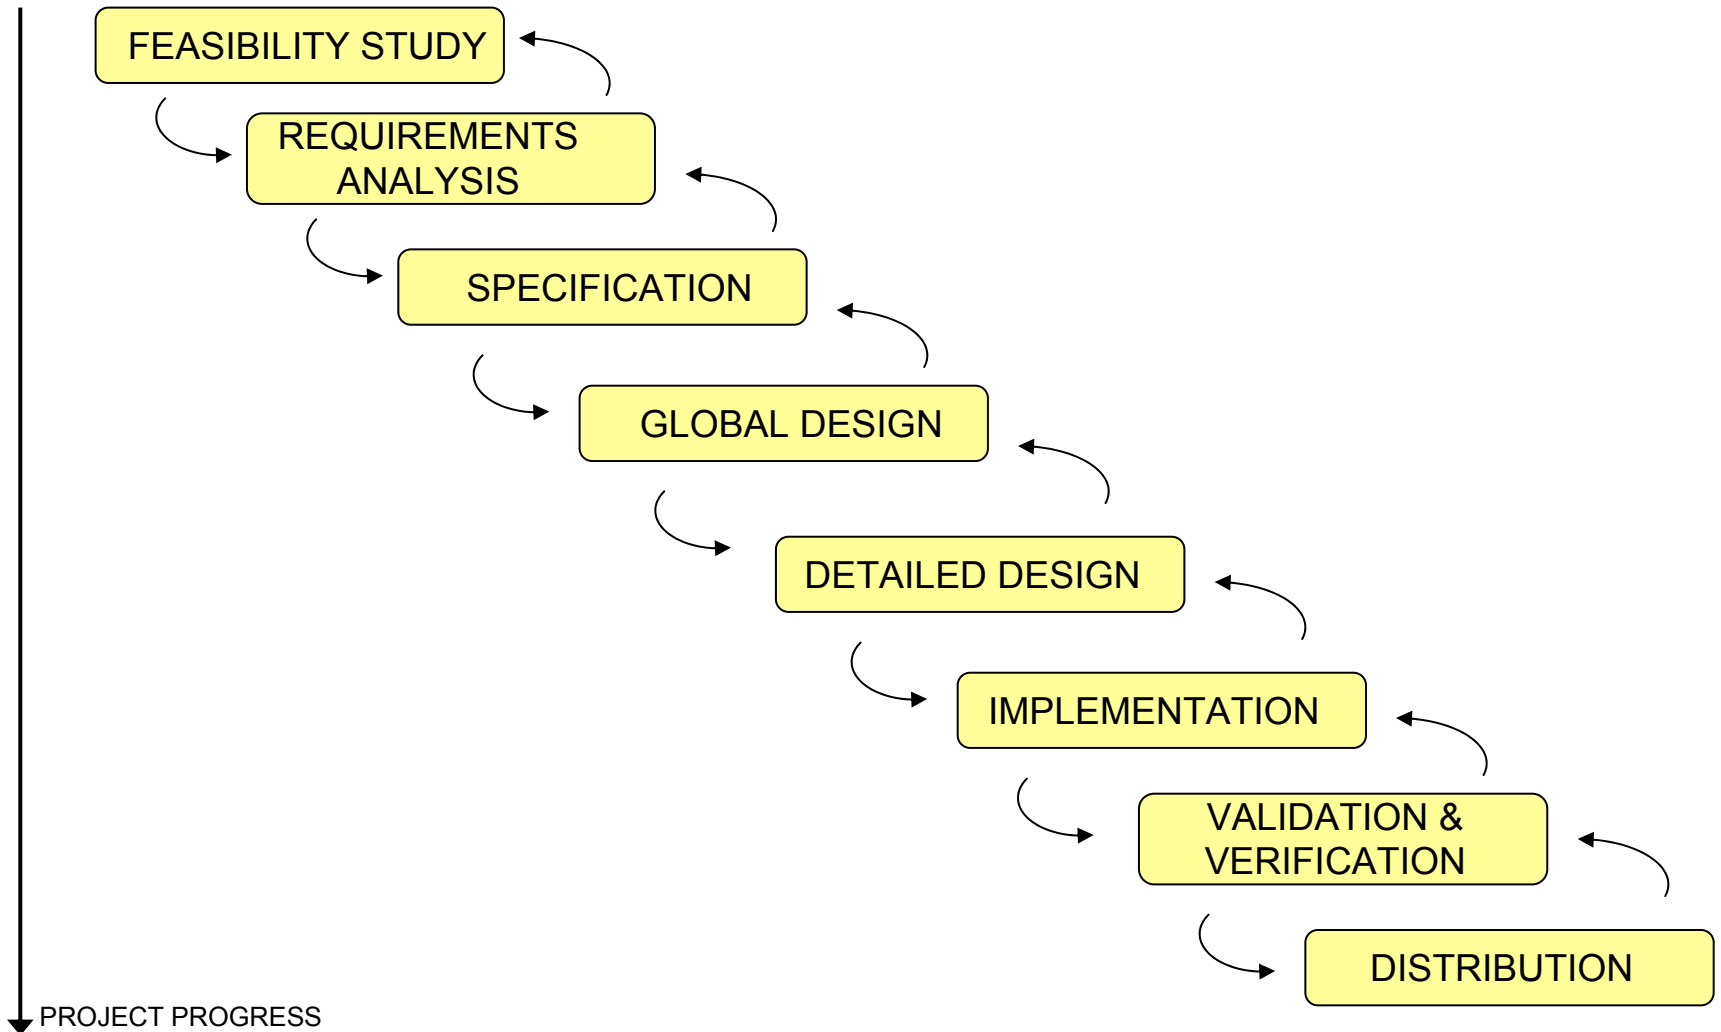 FEASIBILITY STUDY
REQUIREMENTS
ANALYSIS
SPECIFICATION
GLOBAL DESIGN
DETAILED DESIGN
IMPLEMENTATION
VALIDATION &
VERIFICATION
DISTRIBUTION
PROJECT PROGRESS